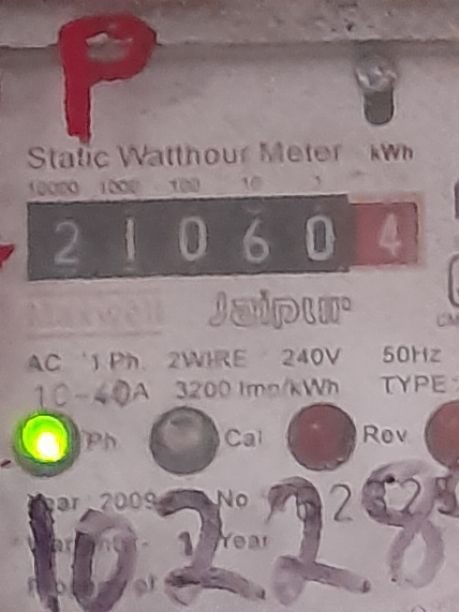 P
Static Watthour Meter kWh
10000 1000 100 10 1
2 1 0 6 0 4
Maxwell Jaipur
AC 1 Ph. 2WIRE 240V 50Hz
10-40A 3200 Imp/kWh TYPE
Ph Cal Rev
Year 2009 No
Year
10228